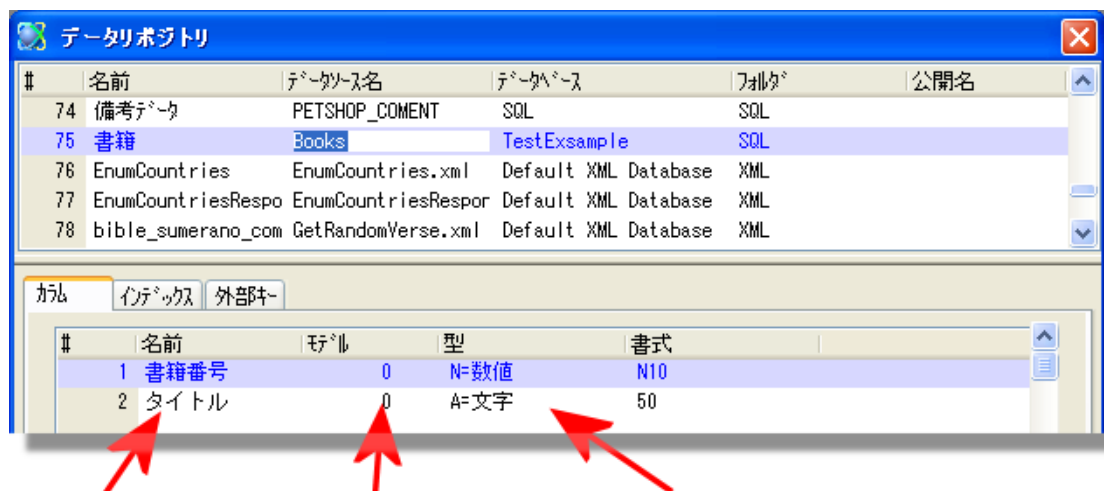 データリポジトリ
# 名前 ﾃﾞｰﾀｿｰｽ名 ﾃﾞｰﾀﾍﾞｰｽ ﾌｫﾙﾀﾞ 公開名
74 備考ﾃﾞｰﾀ PETSHOP_COMENT SQL SQL
75 書籍 Books TestExsample SQL
76 EnumCountries EnumCountries.xml Default XML Database XML
77 EnumCountriesRespo EnumCountriesRespor Default XML Database XML
78 bible_sumerano_com GetRandomVerse.xml Default XML Database XML
ｶﾗﾑ ｲﾝﾃﾞｯｸｽ 外部ｷｰ
# 名前 ﾓﾃﾞﾙ 型 書式
1 書籍番号 0 N=数値 N10
2 タイトル 0 A=文字 50